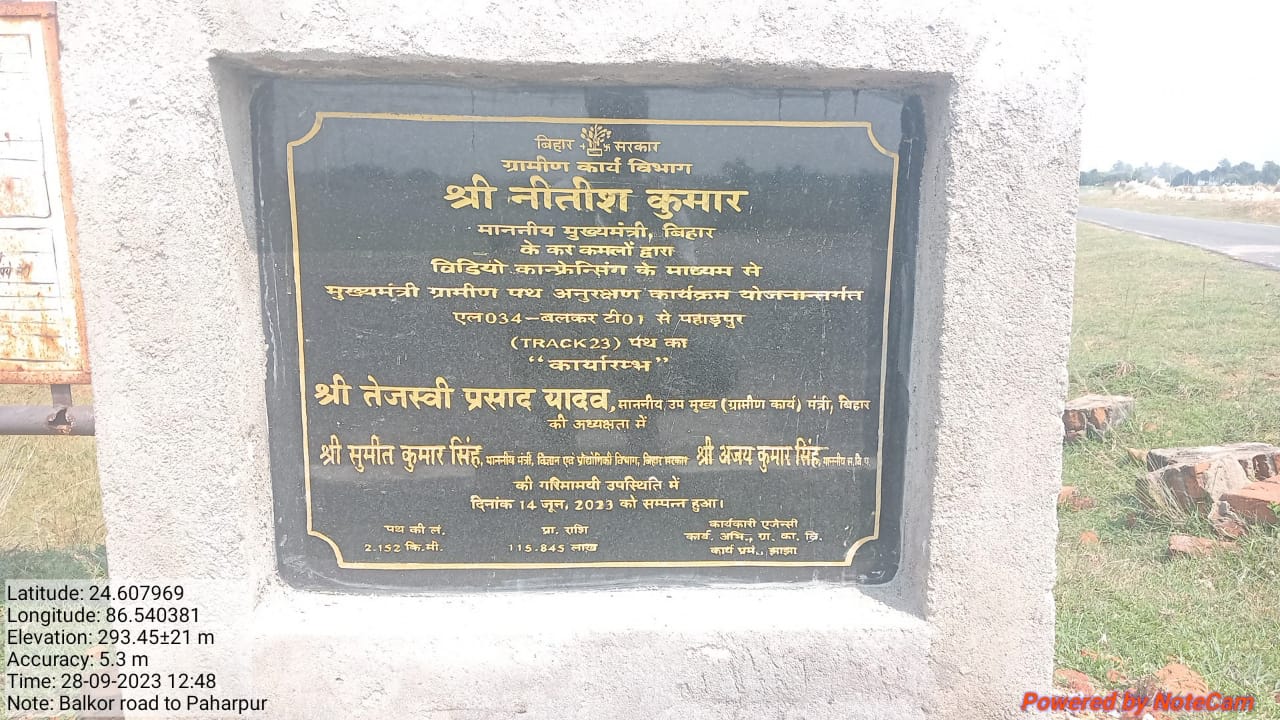 बिहार सरकार
ग्रामीण कार्य विभाग
श्री नीतीश कुमार
माननीय मुख्यमंत्री, बिहार
के कर कमलों द्वारा
विडियो कान्फ्रेन्सिंग के माध्यम से
मुख्यमंत्री ग्रामीण पथ अनुरक्षण कार्यक्रम योजनान्तर्गत
एल034-बलकर टी01 से पहाड़पुर
(TRACK23) पथ का
“कार्यारम्भ”
श्री तेजस्वी प्रसाद यादव, माननीय उप मुख्य (ग्रामीण कार्य) मंत्री, बिहार
की अध्यक्षता में
श्री सुमीत कुमार सिंह, माननीय मंत्री, विज्ञान एवं प्रौद्योगिकी विभाग, बिहार सरकार श्री अजय कुमार सिंह, माननीय स.वि.प.
की गरिमामयी उपस्थिति में
दिनांक 14 जून, 2023 को सम्पन्न हुआ।
पथ की लं. प्रा. राशि कार्यकारी एजेन्सी
2.152 कि.मी. 115.845 लाख कार्य. अभि., ग्रा. का. वि.
कार्य प्रमं., झाझा
Latitude: 24.607969
Longitude: 86.540381
Elevation: 293.45±21 m
Accuracy: 5.3 m
Time: 28-09-2023 12:48
Note: Balkor road to Paharpur
Powered by NoteCam